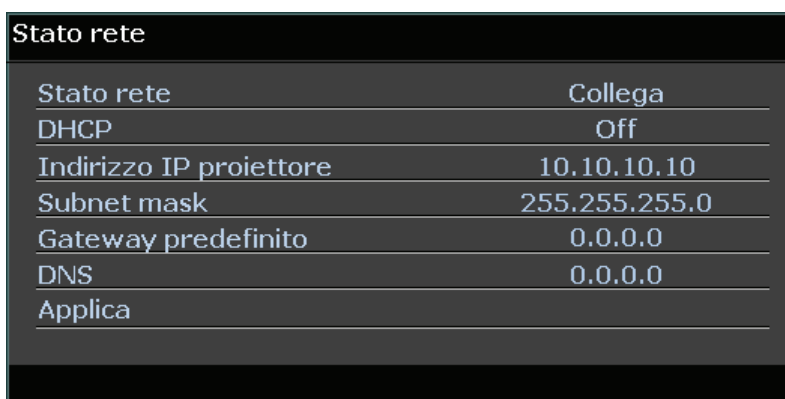 Stato rete
Stato rete Collega
DHCP Off
Indirizzo IP proiettore 10.10.10.10
Subnet mask 255.255.255.0
Gateway predefinito 0.0.0.0
DNS 0.0.0.0
Applica